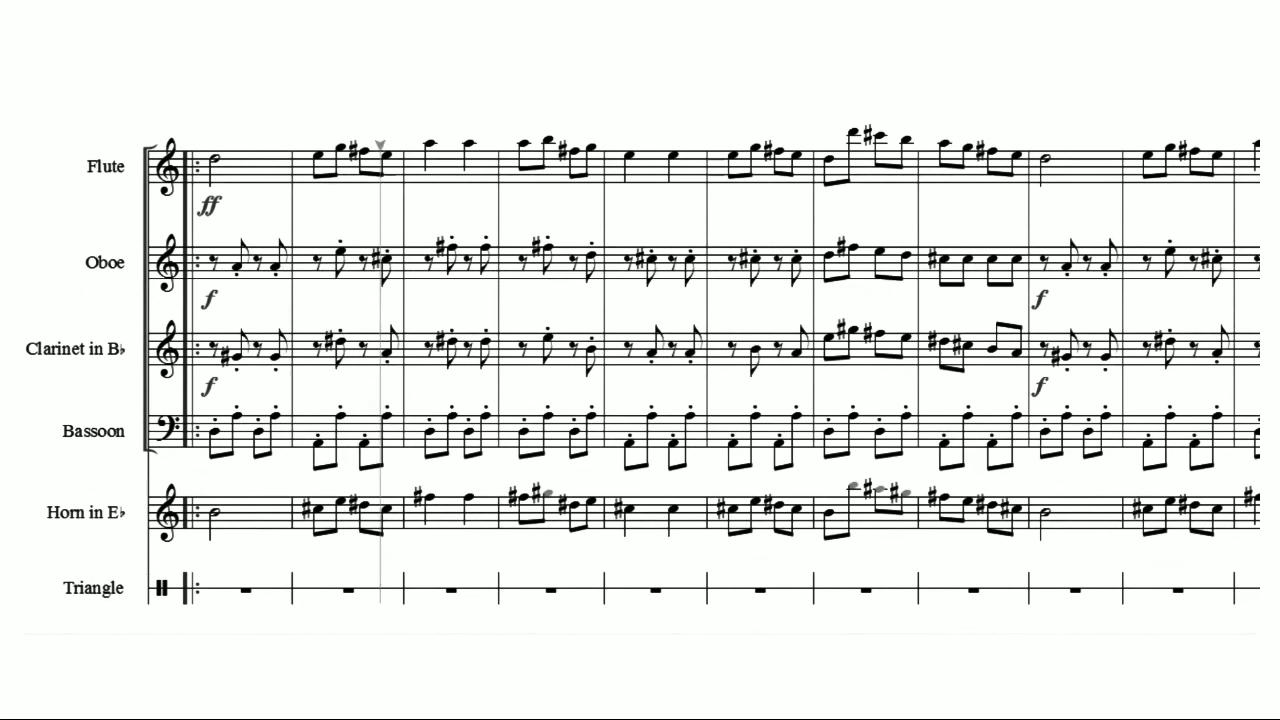 Flute
ff
Oboe
f f
Clarinet in B♭
f f
Bassoon
Horn in E♭
Triangle